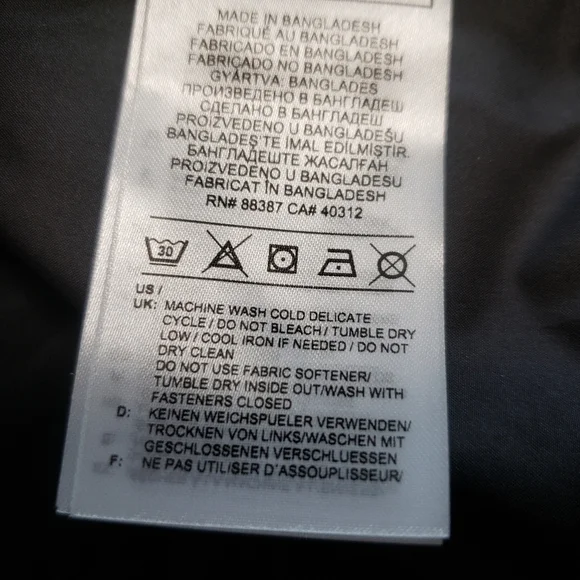 MADE IN BANGLADESH
FABRIQUÉ AU BANGLADESH
FABRICADO EN BANGLADESH
FABRICADO NO BANGLADESH
GYÁRTVA: BANGLADES
ПРОИЗВЕДЕНО В БАНГЛАДЕШ
СДЕЛАНО В БАНГЛАДЕШ
PROIZVEDENO U BANGLADEŠU
BANGLADEŞ'TE İMAL EDİLMİŞTİR.
БАНГЛАДЕШТЕ ЖАСАЛҒАН
PROIZVEDENO U BANGLADEŠU
FABRICAT ÎN BANGLADESH
RN# 88387 CA# 40312
30
US /
UK: MACHINE WASH COLD DELICATE
CYCLE / DO NOT BLEACH / TUMBLE DRY
LOW / COOL IRON IF NEEDED / DO NOT
DRY CLEAN
DO NOT USE FABRIC SOFTENER/
TUMBLE DRY INSIDE OUT/WASH WITH
FASTENERS CLOSED
D: KEINEN WEICHSPUELER VERWENDEN/
TROCKNEN VON LINKS/WASCHEN MIT
GESCHLOSSENEN VERSCHLUESSEN
F: NE PAS UTILISER D'ASSOUPLISSEUR/